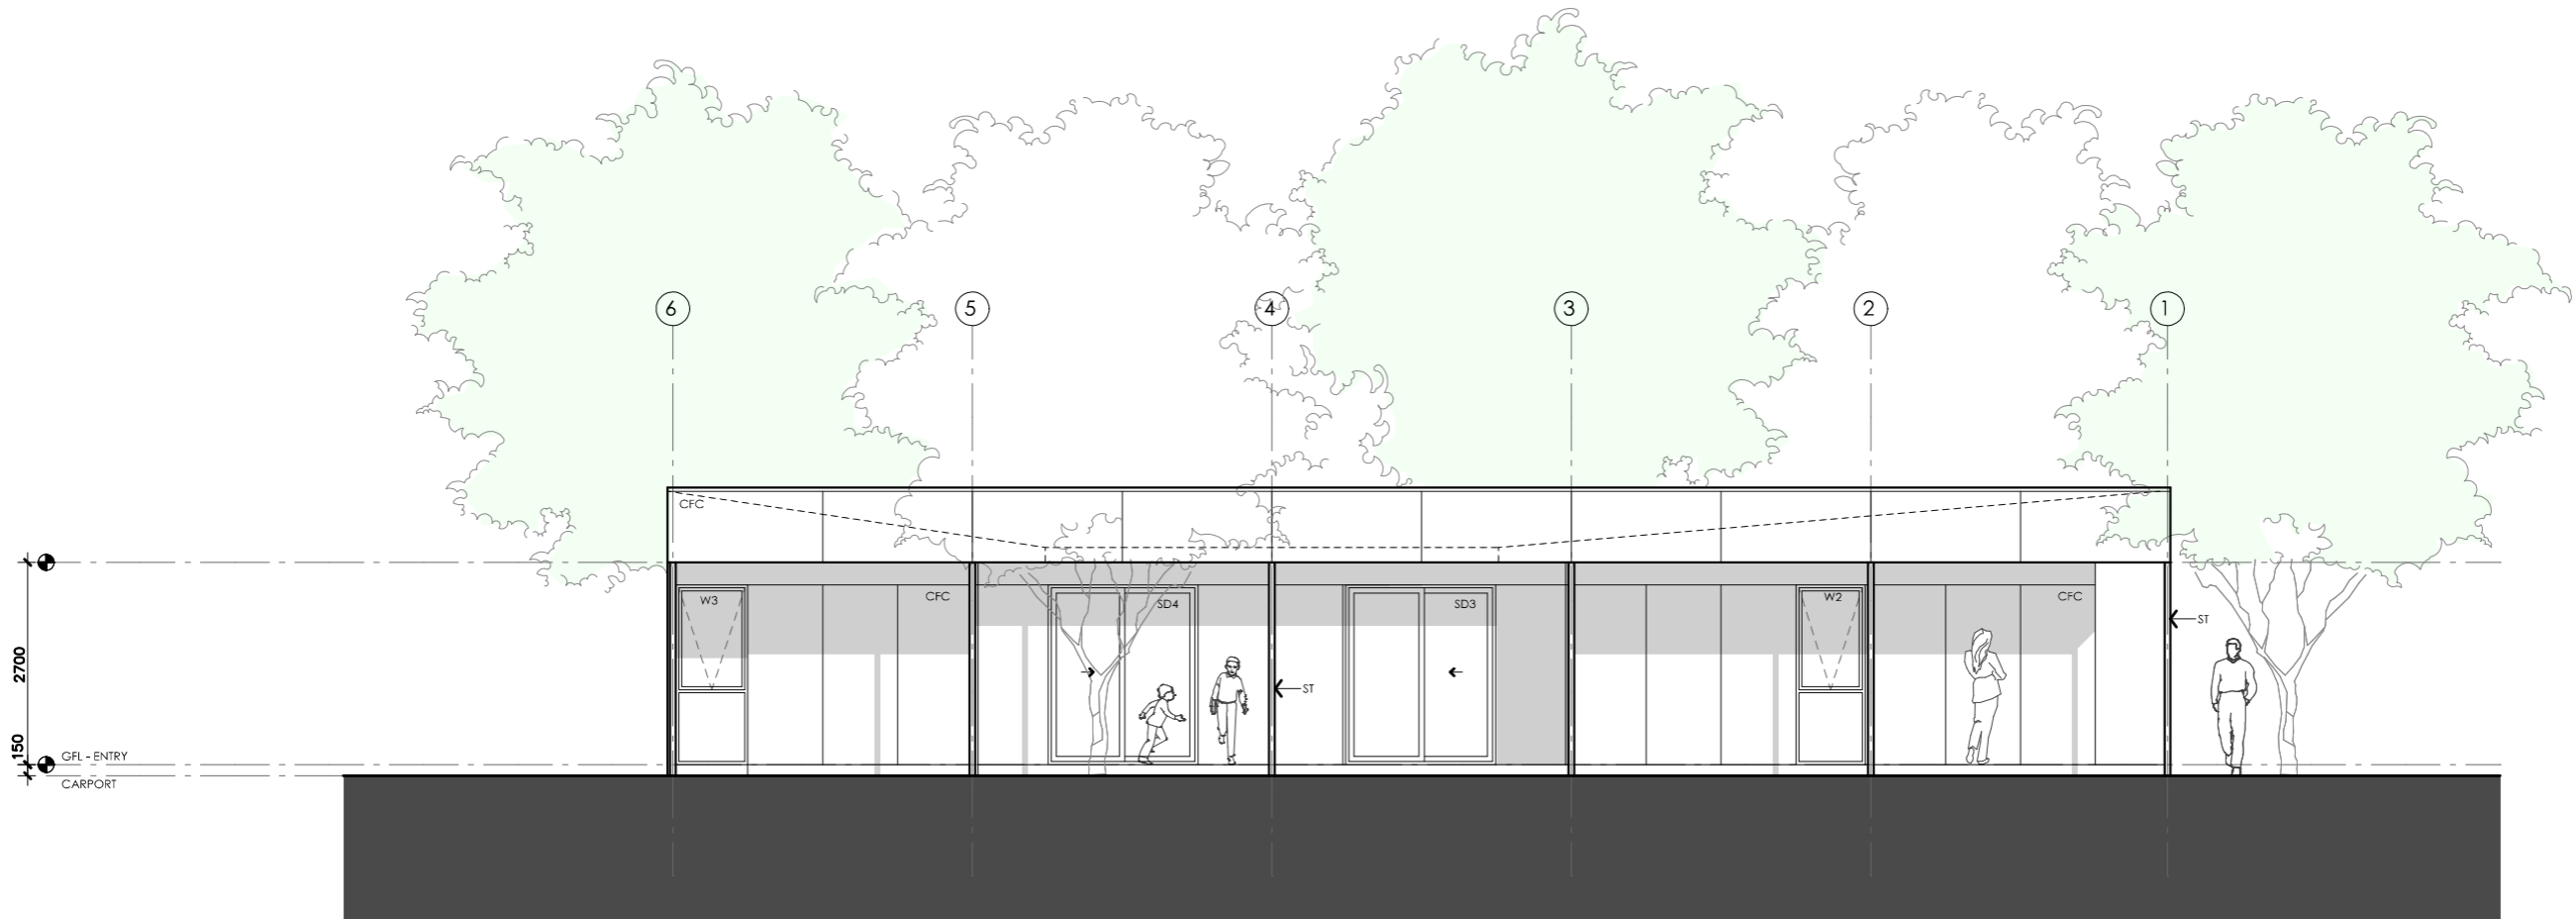 6
5
4
3
2
1
CFC
W3
CFC
SD4
SD3
W2
CFC
ST
ST
2700
150
GFL - ENTRY
CARPORT